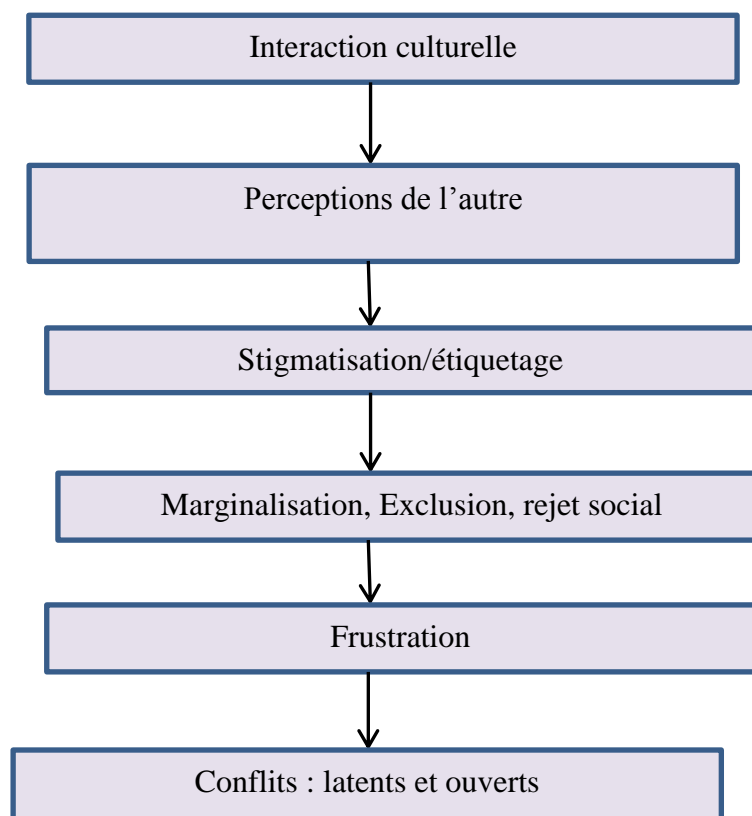 Interaction culturelle
Perceptions de l’autre
Stigmatisation/étiquetage
Marginalisation, Exclusion, rejet social
Frustration
Conflits : latents et ouverts